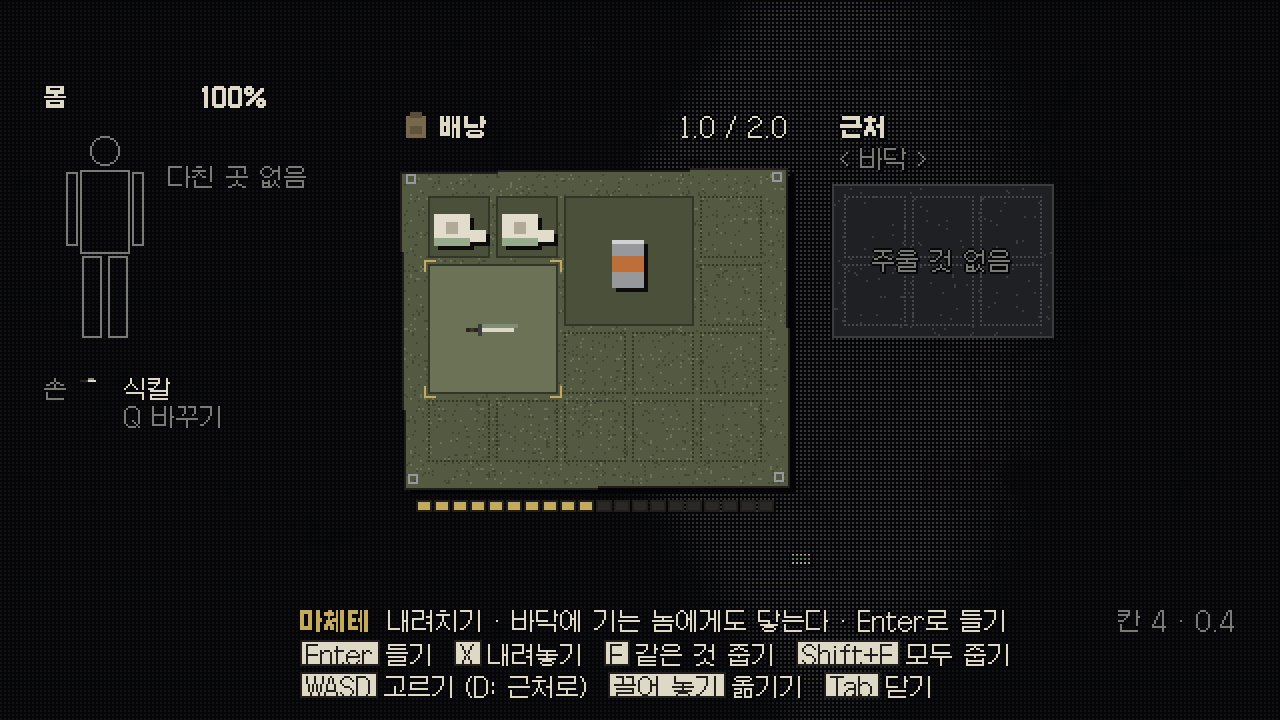 몸 100%
다친 곳 없음
손 식칼
Q 바꾸기
배낭 1.0 / 2.0
근처
< 바닥 >
주울 것 없음
마체테 내려치기 · 바닥에 기는 놈에게도 닿는다 · Enter로 들기
칸 4 · 0.4
Enter 들기 X 내려놓기 F 같은 것 줍기 Shift+F 모두 줍기
WASD 고르기 (D: 근처로) 끌어 놓기 옮기기 Tab 닫기